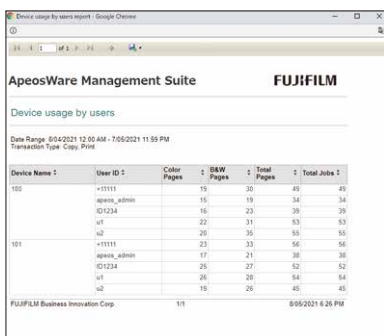 Device usage by users report - Google Chrome
1 of 1
ApeosWare Management Suite
FUJIFILM
Device usage by users
Date Range: 6/04/2021 12:00 AM - 7/05/2021 11:59 PM
Transaction Type: Copy, Print
Device Name User ID Color Pages B&W Pages Total Pages Total Jobs
100 +11111 19 30 49 49
apeos_admin 15 19 34 34
ID1234 16 23 39 39
u1 22 31 53 53
u2 20 35 55 55
101 +11111 23 33 56 56
apeos_admin 17 21 38 38
ID1234 25 27 52 52
u1 26 28 54 54
u2 19 26 45 45
FUJIFILM Business Innovation Corp 1/1 8/05/2021 6:26 PM